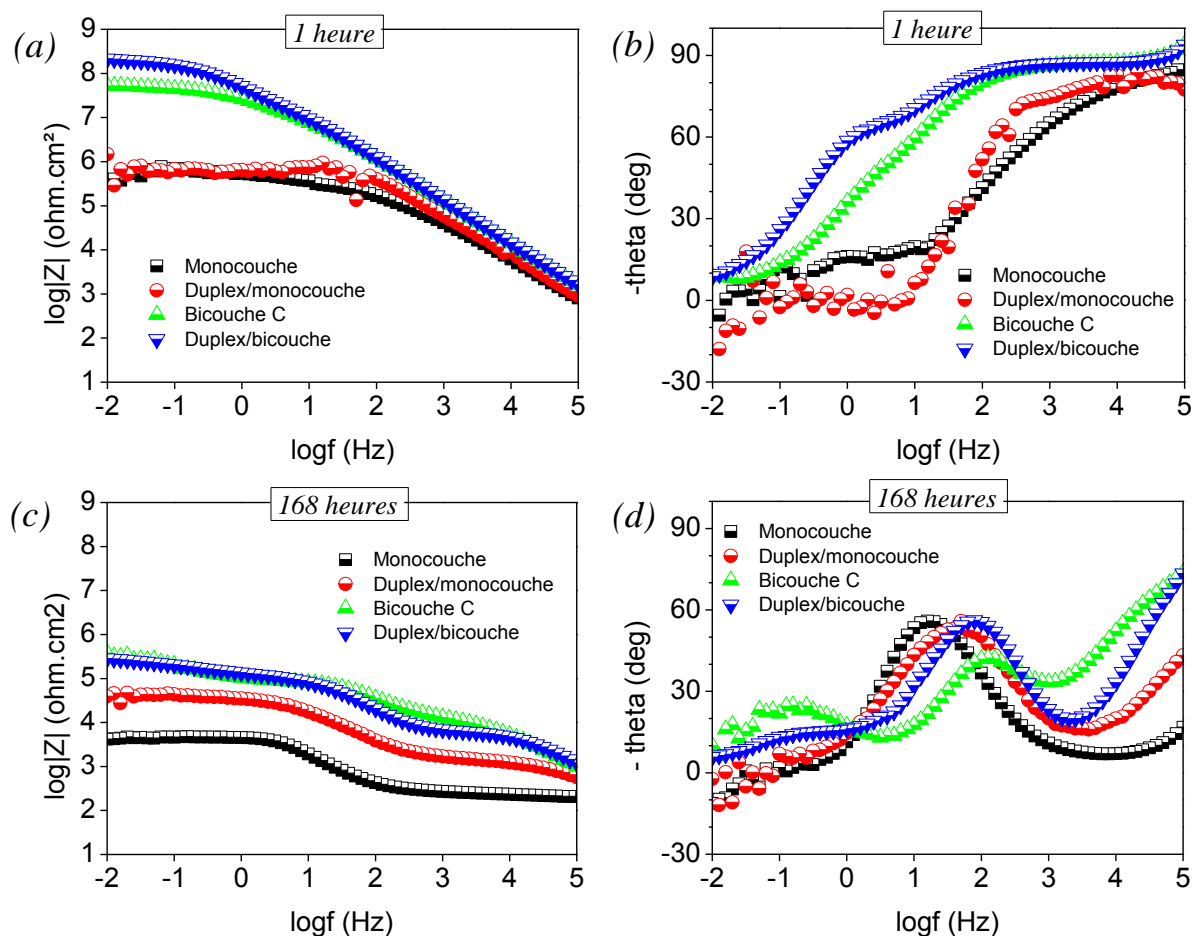 (a)
1 heure
9
8
7
6
5
4
3
2
1
log|Z| (ohm.cm²)
Monocouche
Duplex/monocouche
Bicouche C
Duplex/bicouche
-2 -1 0 1 2 3 4 5
logf (Hz)
(b)
1 heure
90
60
30
0
-30
-theta (deg)
Monocouche
Duplex/monocouche
Bicouche C
Duplex/bicouche
-2 -1 0 1 2 3 4 5
logf (Hz)
(c)
168 heures
9
8
7
6
5
4
3
2
1
log|Z| (ohm.cm2)
Monocouche
Duplex/monocouche
Bicouche C
Duplex/bicouche
-2 -1 0 1 2 3 4 5
logf (Hz)
(d)
168 heures
90
60
30
0
-30
- theta (deg)
Monocouche
Duplex/monocouche
Bicouche C
Duplex/bicouche
-2 -1 0 1 2 3 4 5
logf (Hz)